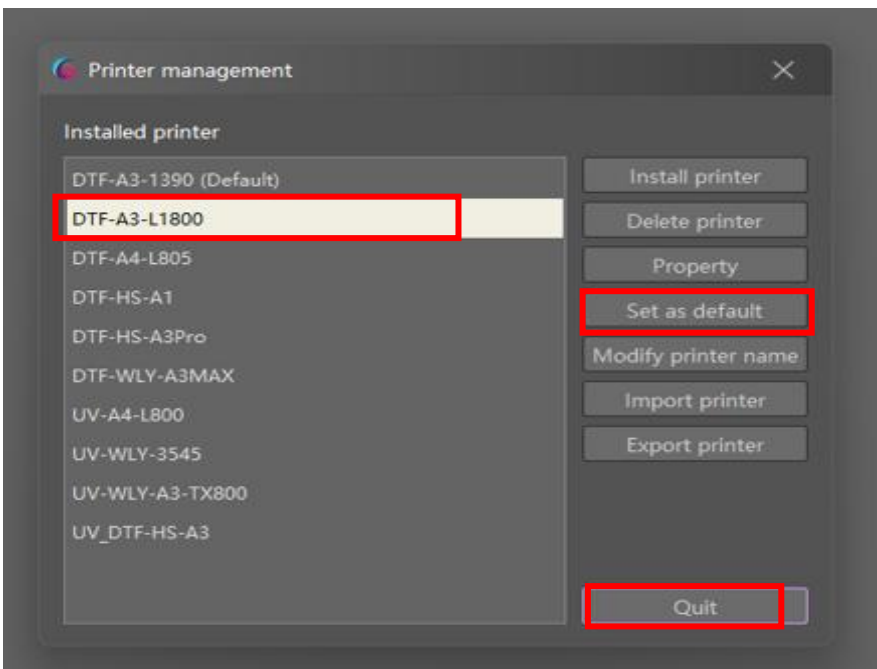 Printer management
Installed printer
DTF-A3-1390 (Default)
DTF-A3-L1800
DTF-A4-L805
DTF-HS-A1
DTF-HS-A3Pro
DTF-WLY-A3MAX
UV-A4-L800
UV-WLY-3545
UV-WLY-A3-TX800
UV_DTF-HS-A3
Install printer
Delete printer
Property
Set as default
Modify printer name
Import printer
Export printer
Quit